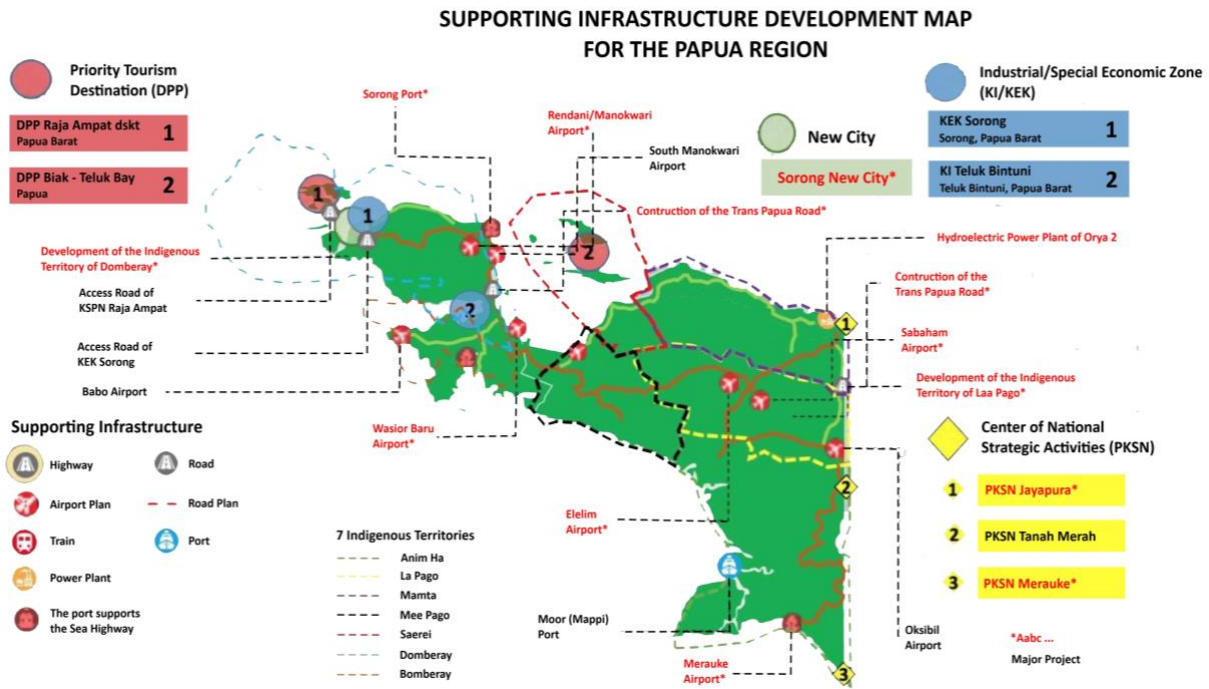 SUPPORTING INFRASTRUCTURE DEVELOPMENT MAP
FOR THE PAPUA REGION
Priority Tourism
Destination (DPP)
DPP Raja Ampat dskt
Papua Barat
1
DPP Biak - Teluk Bay
Papua
2
Sorong Port*
Rendani/Manokwari
Airport*
South Manokwari
Airport
New City
Sorong New City*
Industrial/Special Economic Zone
(KI/KEK)
KEK Sorong
Sorong, Papua Barat
1
KI Teluk Bintuni
Teluk Bintuni, Papua Barat
2
Contruction of the Trans Papua Road*
Hydroelectric Power Plant of Orya 2
Development of the Indigenous
Territory of Domberay*
Access Road of
KSPN Raja Ampat
Access Road of
KEK Sorong
Babo Airport
1
1
2
2
1
2
3
Contruction of the
Trans Papua Road*
Sabaham
Airport*
Development of the Indigenous
Territory of Laa Pago*
Wasior Baru
Airport*
Supporting Infrastructure
Highway
Road
Airport Plan
Road Plan
Train
Port
Power Plant
The port supports
the Sea Highway
7 Indigenous Territories
Anim Ha
La Pago
Mamta
Mee Pago
Saerei
Domberay
Bomberay
Elelim
Airport*
Moor (Mappi)
Port
Merauke
Airport*
Oksibil
Airport
Center of National
Strategic Activities (PKSN)
1
PKSN Jayapura*
2
PKSN Tanah Merah
3
PKSN Merauke*
*Aabc ...
Major Project